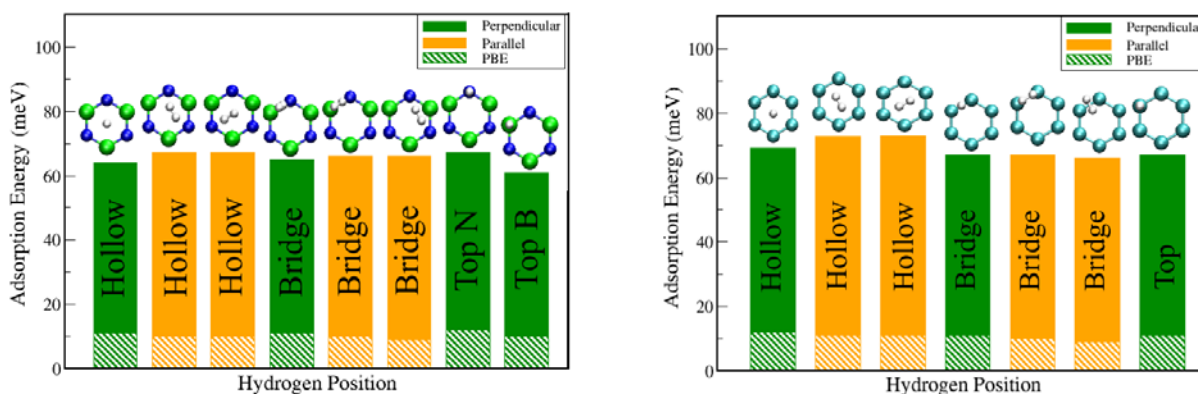 Perpendicular
Parallel
PBE
100
80
60
40
20
0
Adsorption Energy (meV)
Hollow
Hollow
Hollow
Bridge
Bridge
Bridge
Top N
Top B
Hydrogen Position
Perpendicular
Parallel
PBE
100
80
60
40
20
0
Adsorption Energy (meV)
Hollow
Hollow
Hollow
Bridge
Bridge
Bridge
Top
Hydrogen Position